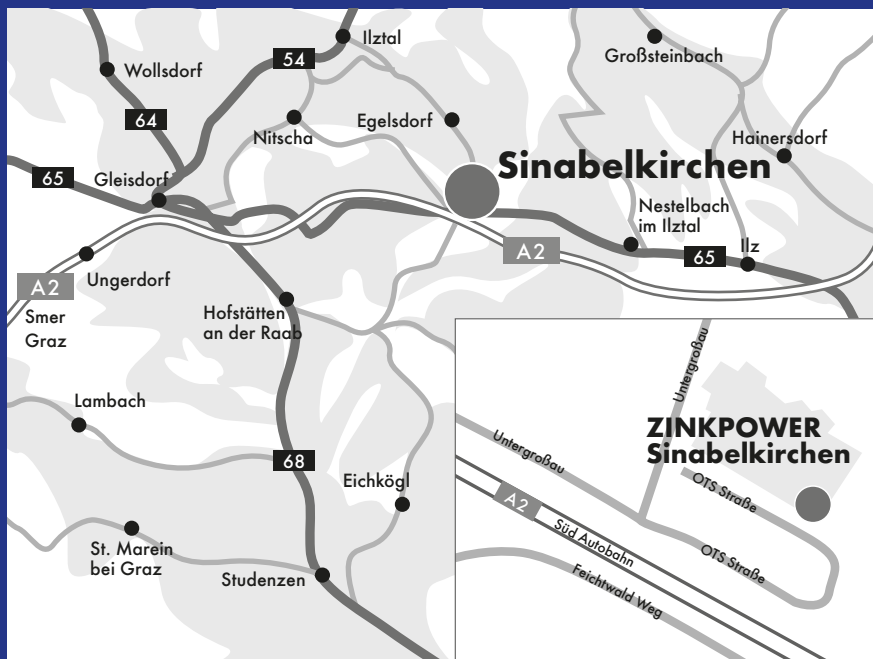 Ilztal
Großsteinbach
54
Wollsdorf
64
Nitscha
Egelsdorf
Hainersdorf
Sinabelkirchen
65
Gleisdorf
Nestelbach
im Ilztal
A2
65
Ilz
Ungerdorf
A2
Smer
Graz
Hofstätten
an der Raab
Lambach
68
Eichkögl
St. Marein
bei Graz
Studenzen
Untergroßau
ZINKPOWER
Sinabelkirchen
Untergroßau
OTS Straße
A2
Süd Autobahn
OTS Straße
Feichtwald Weg